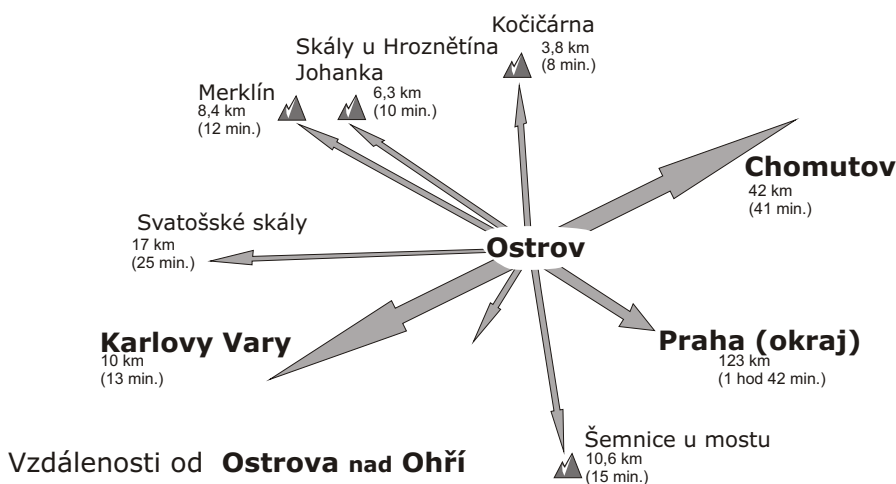 Kočičárna
3,8 km
(8 min.)
Skály u Hroznětína
Johanka
6,3 km
(10 min.)
Merklín
8,4 km
(12 min.)
Chomutov
42 km
(41 min.)
Svatošské skály
17 km
(25 min.)
Ostrov
Karlovy Vary
10 km
(13 min.)
Praha (okraj)
123 km
(1 hod 42 min.)
Šemnice u mostu
10,6 km
(15 min.)
Vzdálenosti od Ostrova nad Ohří